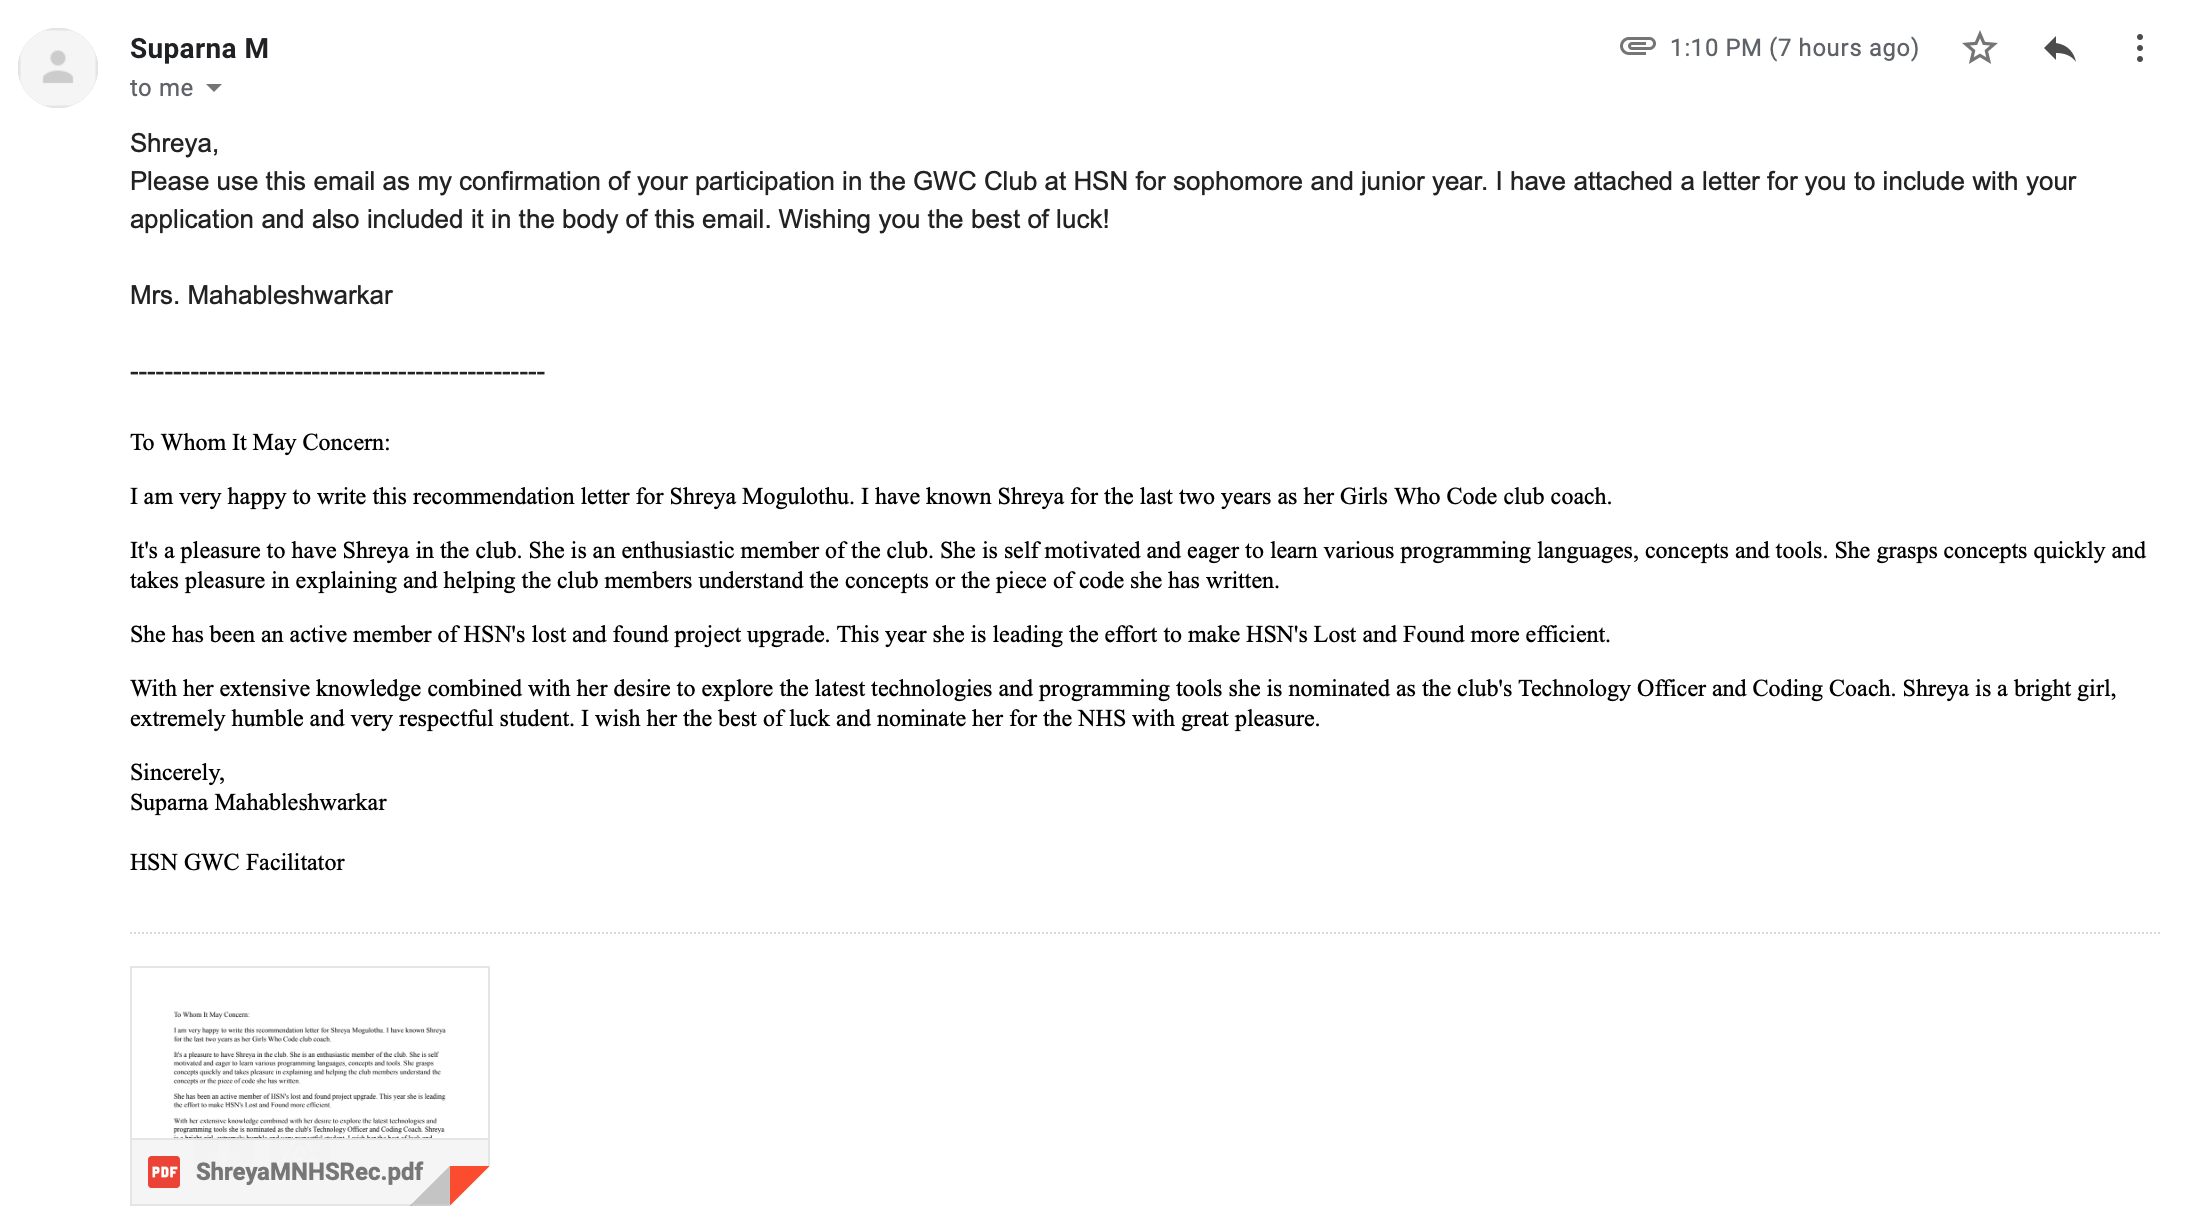 Suparna M
1:10 PM (7 hours ago)
to me
Shreya,
Please use this email as my confirmation of your participation in the GWC Club at HSN for sophomore and junior year. I have attached a letter for you to include with your
application and also included it in the body of this email. Wishing you the best of luck!
Mrs. Mahableshwarkar
------------------------------------------------
To Whom It May Concern:
I am very happy to write this recommendation letter for Shreya Mogulothu. I have known Shreya for the last two years as her Girls Who Code club coach.
It's a pleasure to have Shreya in the club. She is an enthusiastic member of the club. She is self motivated and eager to learn various programming languages, concepts and tools. She grasps concepts quickly and
takes pleasure in explaining and helping the club members understand the concepts or the piece of code she has written.
She has been an active member of HSN's lost and found project upgrade. This year she is leading the effort to make HSN's Lost and Found more efficient.
With her extensive knowledge combined with her desire to explore the latest technologies and programming tools she is nominated as the club's Technology Officer and Coding Coach. Shreya is a bright girl,
extremely humble and very respectful student. I wish her the best of luck and nominate her for the NHS with great pleasure.
Sincerely,
Suparna Mahableshwarkar
HSN GWC Facilitator
To Whom It May Concern:
I am very happy to write this recommendation letter for Shreya Mogulothu. I have known Shreya
for the last two years as her Girls Who Code club coach.
It's a pleasure to have Shreya in the club. She is an enthusiastic member of the club. She is self
motivated and eager to learn various programming languages, concepts and tools. She grasps
concepts quickly and takes pleasure in explaining and helping the club members understand the
concepts or the piece of code she has written.
She has been an active member of HSN's lost and found project upgrade. This year she is leading
the effort to make HSN's Lost and Found more efficient.
With her extensive knowledge combined with her desire to explore the latest technologies and
programming tools she is nominated as the club's Technology Officer and Coding Coach. Shreya
PDF ShreyaMNHSRec.pdf